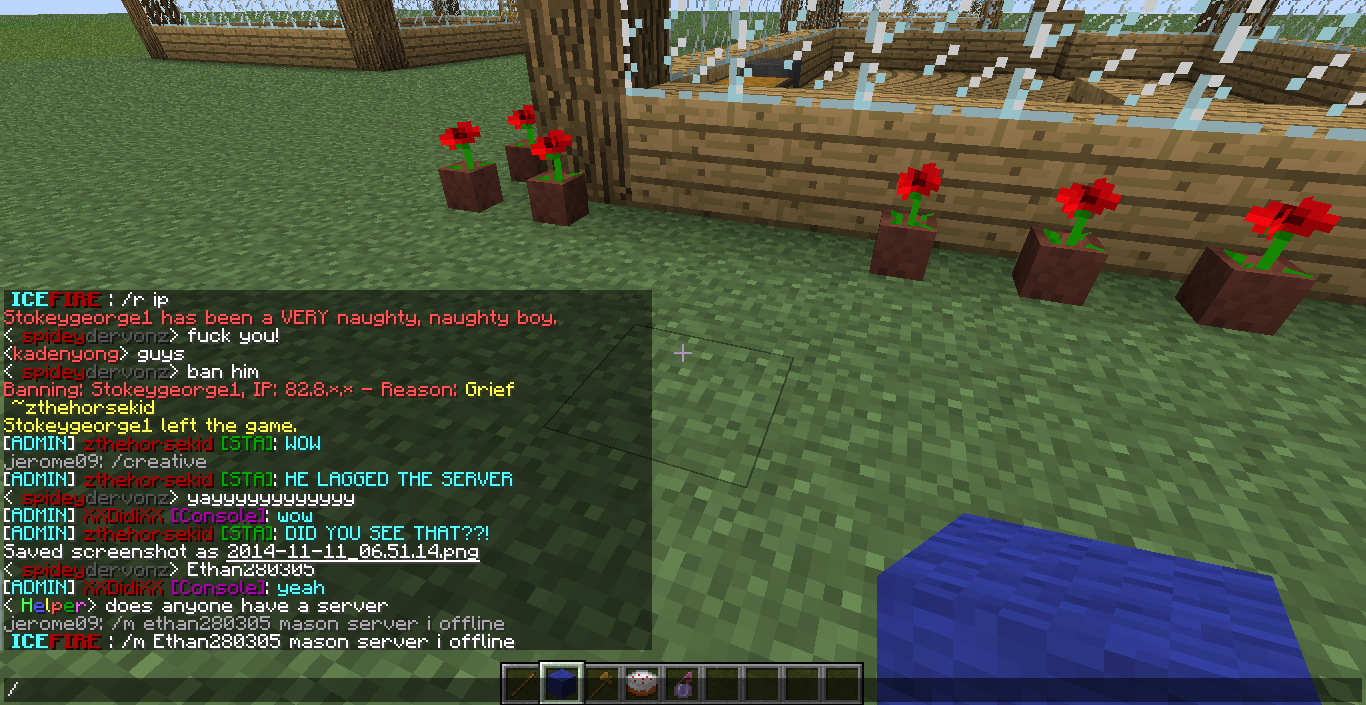 ICEFIRE : /r ip
Stokeygeorge1 has been a VERY naughty, naughty boy.
< spideydervonz> fuck you!
<kadenyong> guys
< spideydervonz> ban him
Banning: Stokeygeorge1, IP: 82.8.×.× - Reason: Grief
~zthehorsekid
Stokeygeorge1 left the game.
[ADMIN] zthehorsekid [STA]: WOW
jerome09: /creative
[ADMIN] zthehorsekid [STA]: HE LAGGED THE SERVER
< spideydervonz> yayyyyyyyyyyyyy
[ADMIN] XXDidiXX [Console]: wow
[ADMIN] zthehorsekid [STA]: DID YOU SEE THAT??!
Saved screenshot as 2014-11-11_06.51.14.png
< spideydervonz> Ethan280305
[ADMIN] XXDidiXX [Console]: yeah
< Helper> does anyone have a server
jerome09: /m ethan280305 mason server i offline
ICEFIRE : /m Ethan280305 mason server i offline
/